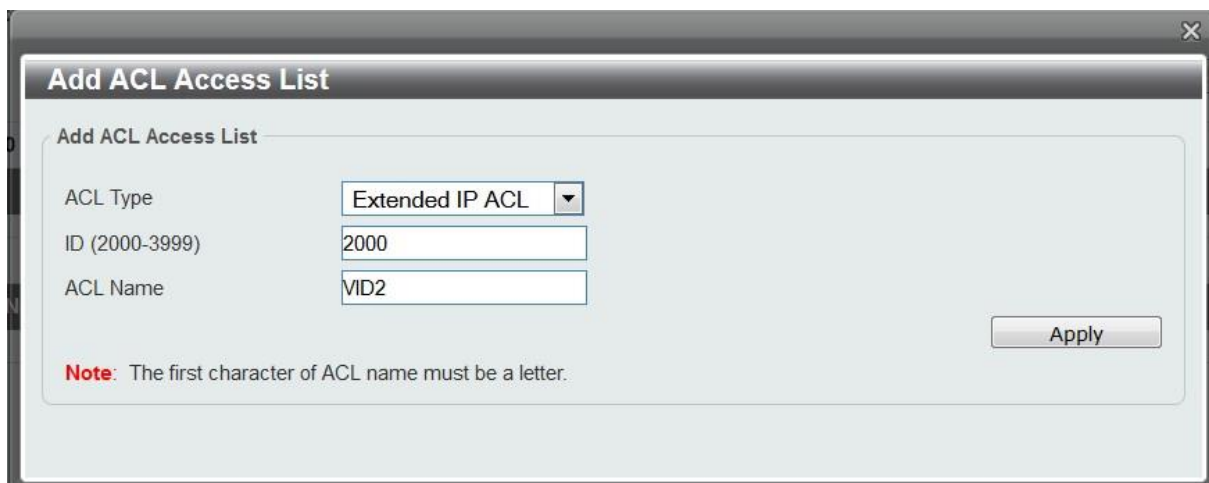 Add ACL Access List
Add ACL Access List
ACL Type
Extended IP ACL
ID (2000-3999)
2000
ACL Name
VID2
Apply
Note: The first character of ACL name must be a letter.